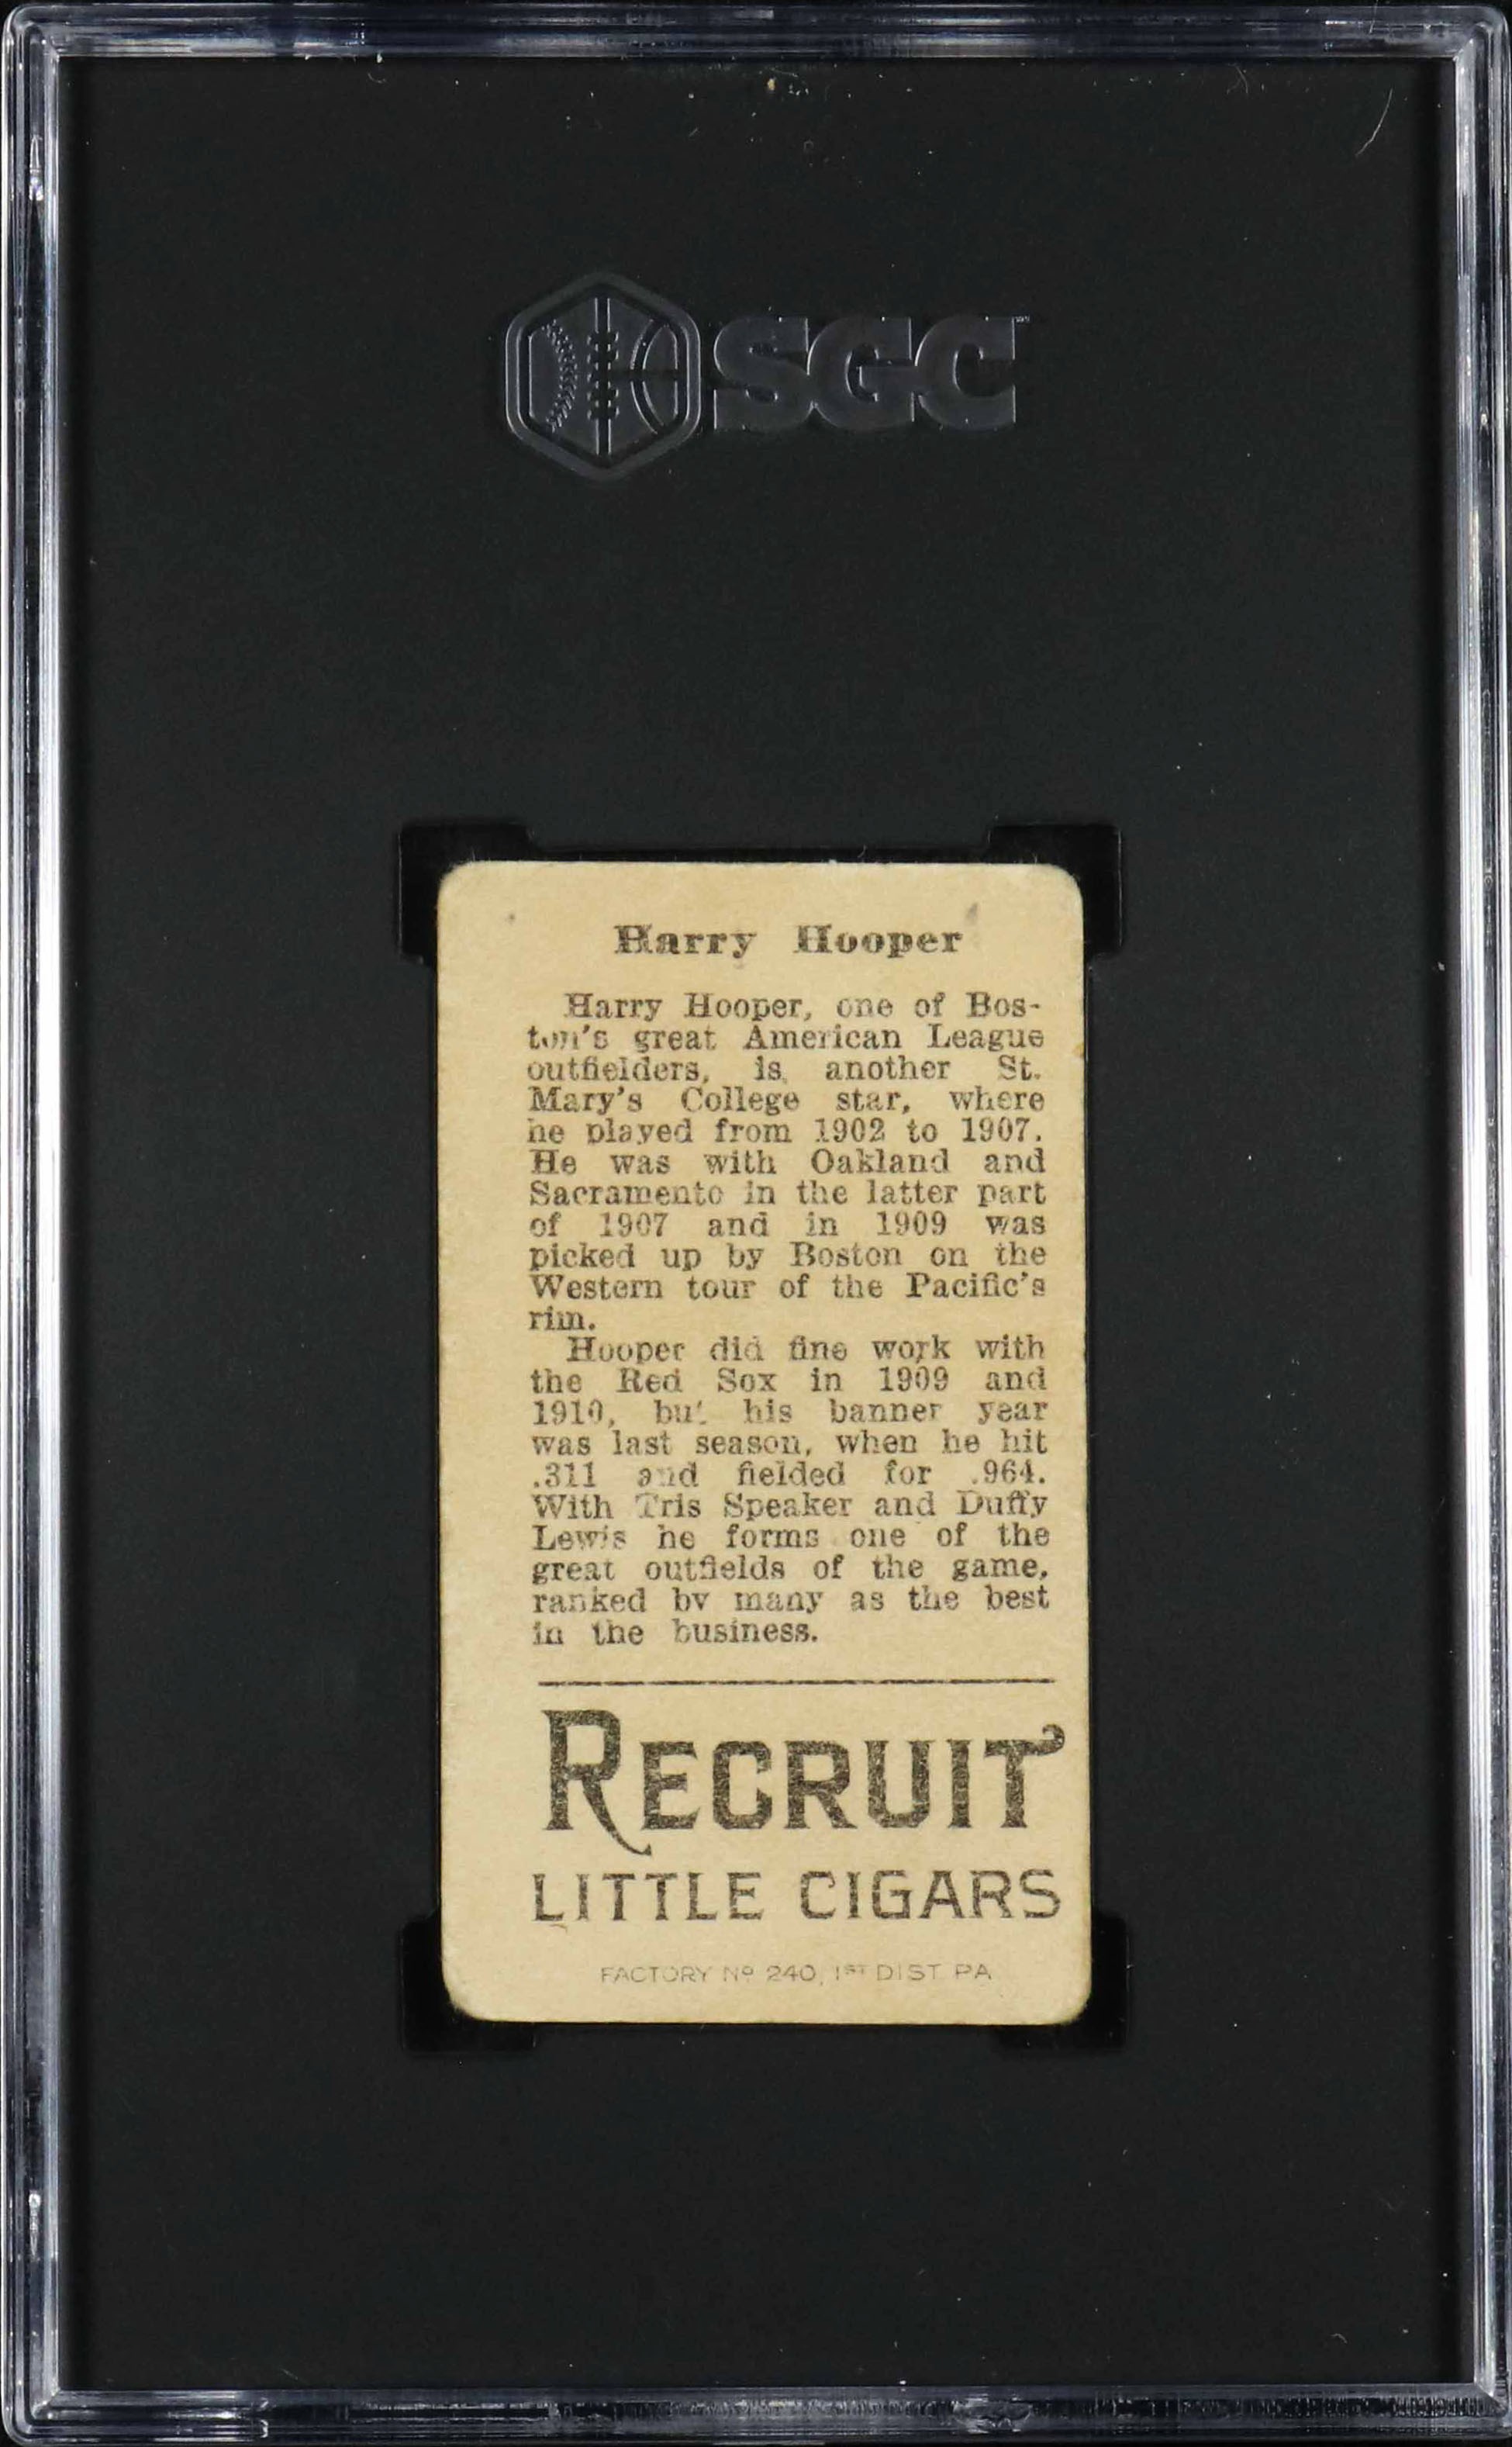 SGC
Harry Hooper
Harry Hooper, one of Bos-
ton's great American League
outfielders, is another St.
Mary's College star, where
he played from 1902 to 1907.
He was with Oakland and
Sacramento in the latter part
of 1907 and in 1909 was
picked up by Boston on the
Western tour of the Pacific's
rim.
Hooper did fine work with
the Red Sox in 1909 and
1910, but his banner year
was last season, when he hit
.311 and fielded for .964.
With Tris Speaker and Duffy
Lewis he forms one of the
great outfields of the game,
ranked by many as the best
in the business.
RECRUIT
LITTLE CIGARS
FACTORY Nº 240, 1ST DIST PA